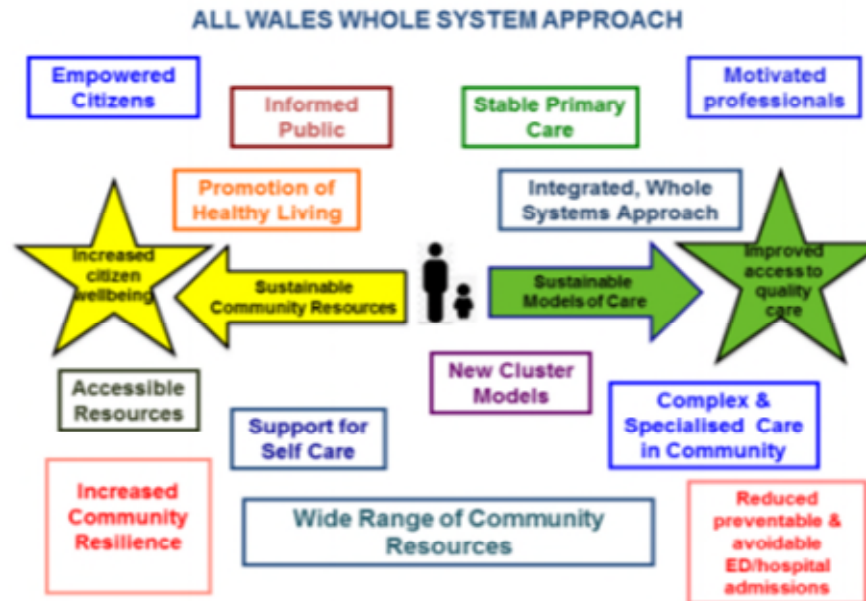 ALL WALES WHOLE SYSTEM APPROACH
Empowered
Citizens
Informed
Public
Stable Primary
Care
Motivated
professionals
Promotion of
Healthy Living
Integrated, Whole
Systems Approach
Increased
citizen
wellbeing
Sustainable
Community Resources
Sustainable
Models of Care
Improved
access to
quality
care
Accessible
Resources
New Cluster
Models
Support for
Self Care
Complex &
Specialised Care
in Community
Increased
Community
Resilience
Wide Range of Community
Resources
Reduced
preventable &
avoidable
ED/hospital
admissions